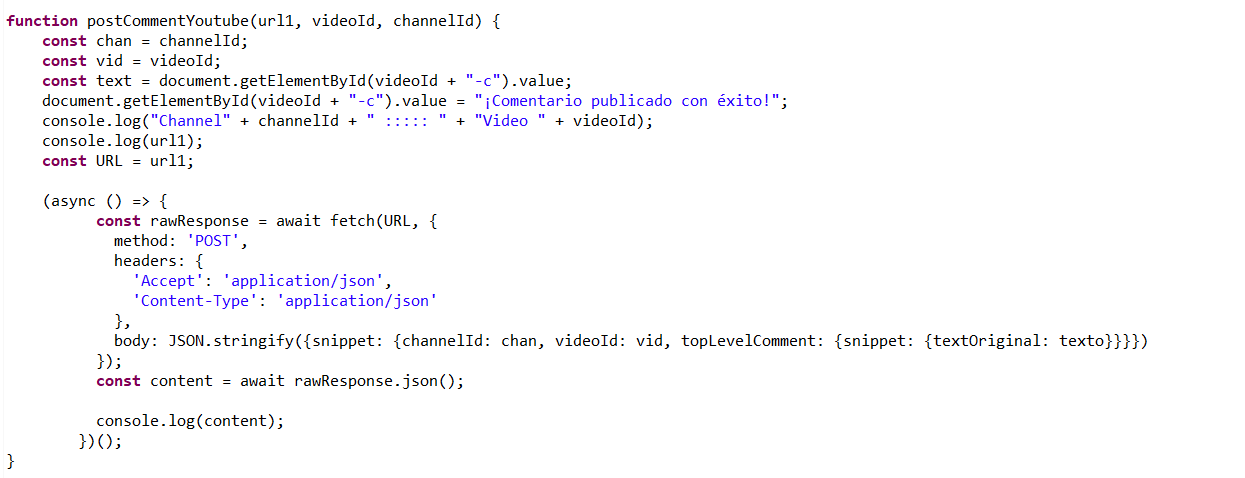 function postCommentYoutube(url1, videoId, channelId) {
    const chan = channelId;
    const vid = videoId;
    const text = document.getElementById(videoId + "-c").value;
    document.getElementById(videoId + "-c").value = "¡Comentario publicado con éxito!";
    console.log("Channel" + channelId + " ::::: " + "Video " + videoId);
    console.log(url1);
    const URL = url1;

    (async () => {
          const rawResponse = await fetch(URL, {
            method: 'POST',
            headers: {
              'Accept': 'application/json',
              'Content-Type': 'application/json'
            },
            body: JSON.stringify({snippet: {channelId: chan, videoId: vid, topLevelComment: {snippet: {textOriginal: texto}}}})
          });
          const content = await rawResponse.json();

          console.log(content);
        })();
}